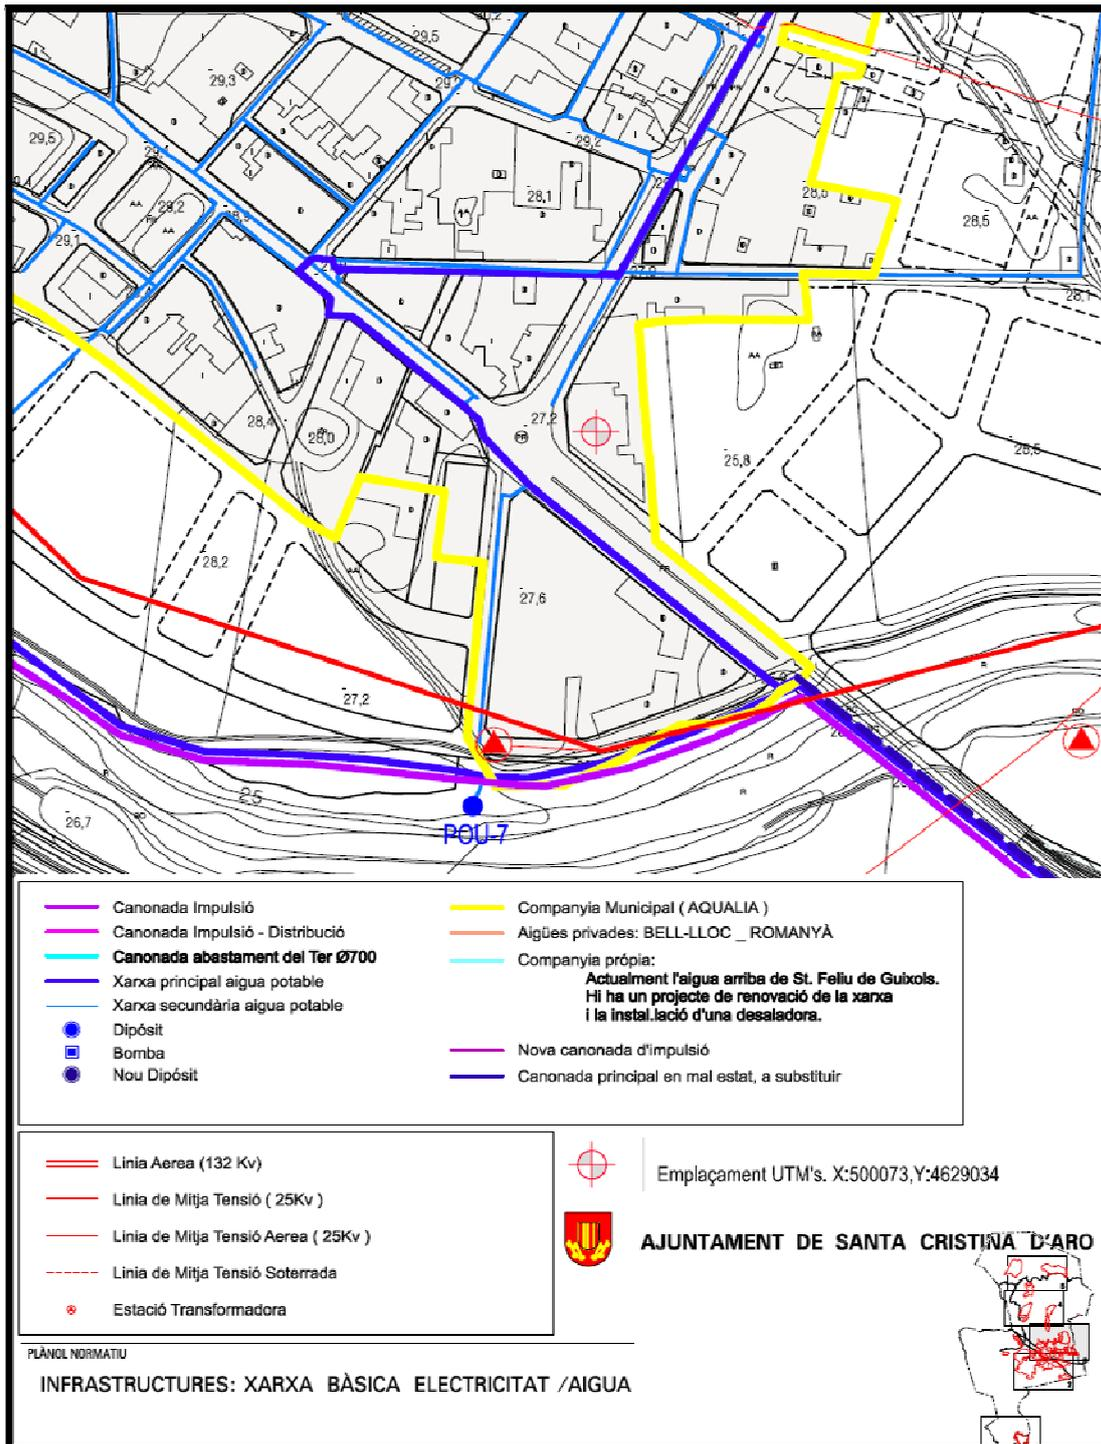 29,5
29,3
29,5
29,2
28,1
29,2
28,5
28,5
29,1
28,1
28,4
28,0
27,2
25,8
28,2
27,6
27,2
25
26,7
POU-7
Canonada Impulsió
Canonada Impulsió - Distribució
Canonada abastament del Ter Ø700
Xarxa principal aigua potable
Xarxa secundària aigua potable
Dipósit
Bomba
Nou Dipósit
Companyia Municipal ( AQUALIA )
Aigües privades: BELL-LLOC _ ROMANYÀ
Companyia própia:
Actualment l'aigua arriba de St. Feliu de Guixols.
Hi ha un projecte de renovació de la xarxa
i la instal.lació d'una desaladora.
Nova canonada d'impulsió
Canonada principal en mal estat, a substituir
Linia Aerea (132 Kv)
Linia de Mitja Tensió ( 25Kv )
Linia de Mitja Tensió Aerea ( 25Kv )
Linia de Mitja Tensió Soterrada
Estació Transformadora
Emplaçament UTM's. X:500073,Y:4629034
AJUNTAMENT DE SANTA CRISTINA D'ARO
PLÀNOL NORMATIU
INFRASTRUCTURES: XARXA BÀSICA ELECTRICITAT /AIGUA